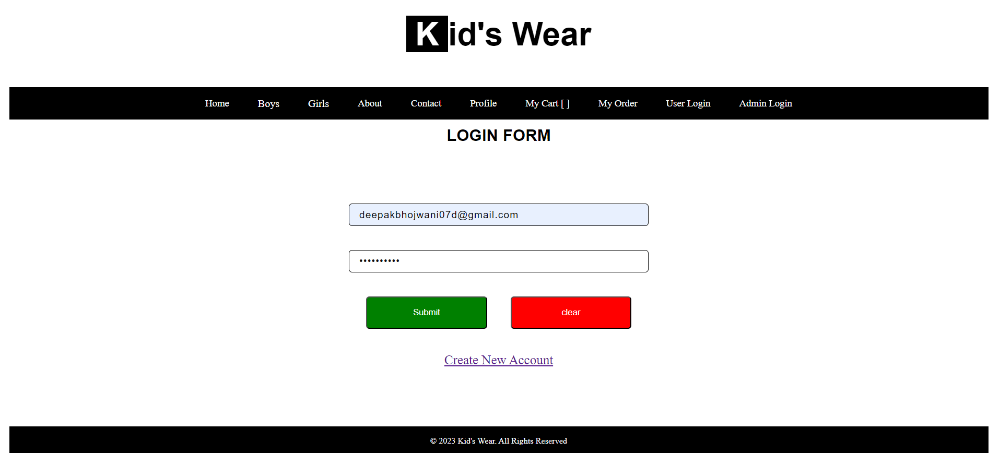 Kid's Wear
Home Boys Girls About Contact Profile My Cart [ ] My Order User Login Admin Login
LOGIN FORM
deepakbhojwani07d@gmail.com
••••••••••
Submit clear
Create New Account
© 2023 Kid's Wear. All Rights Reserved